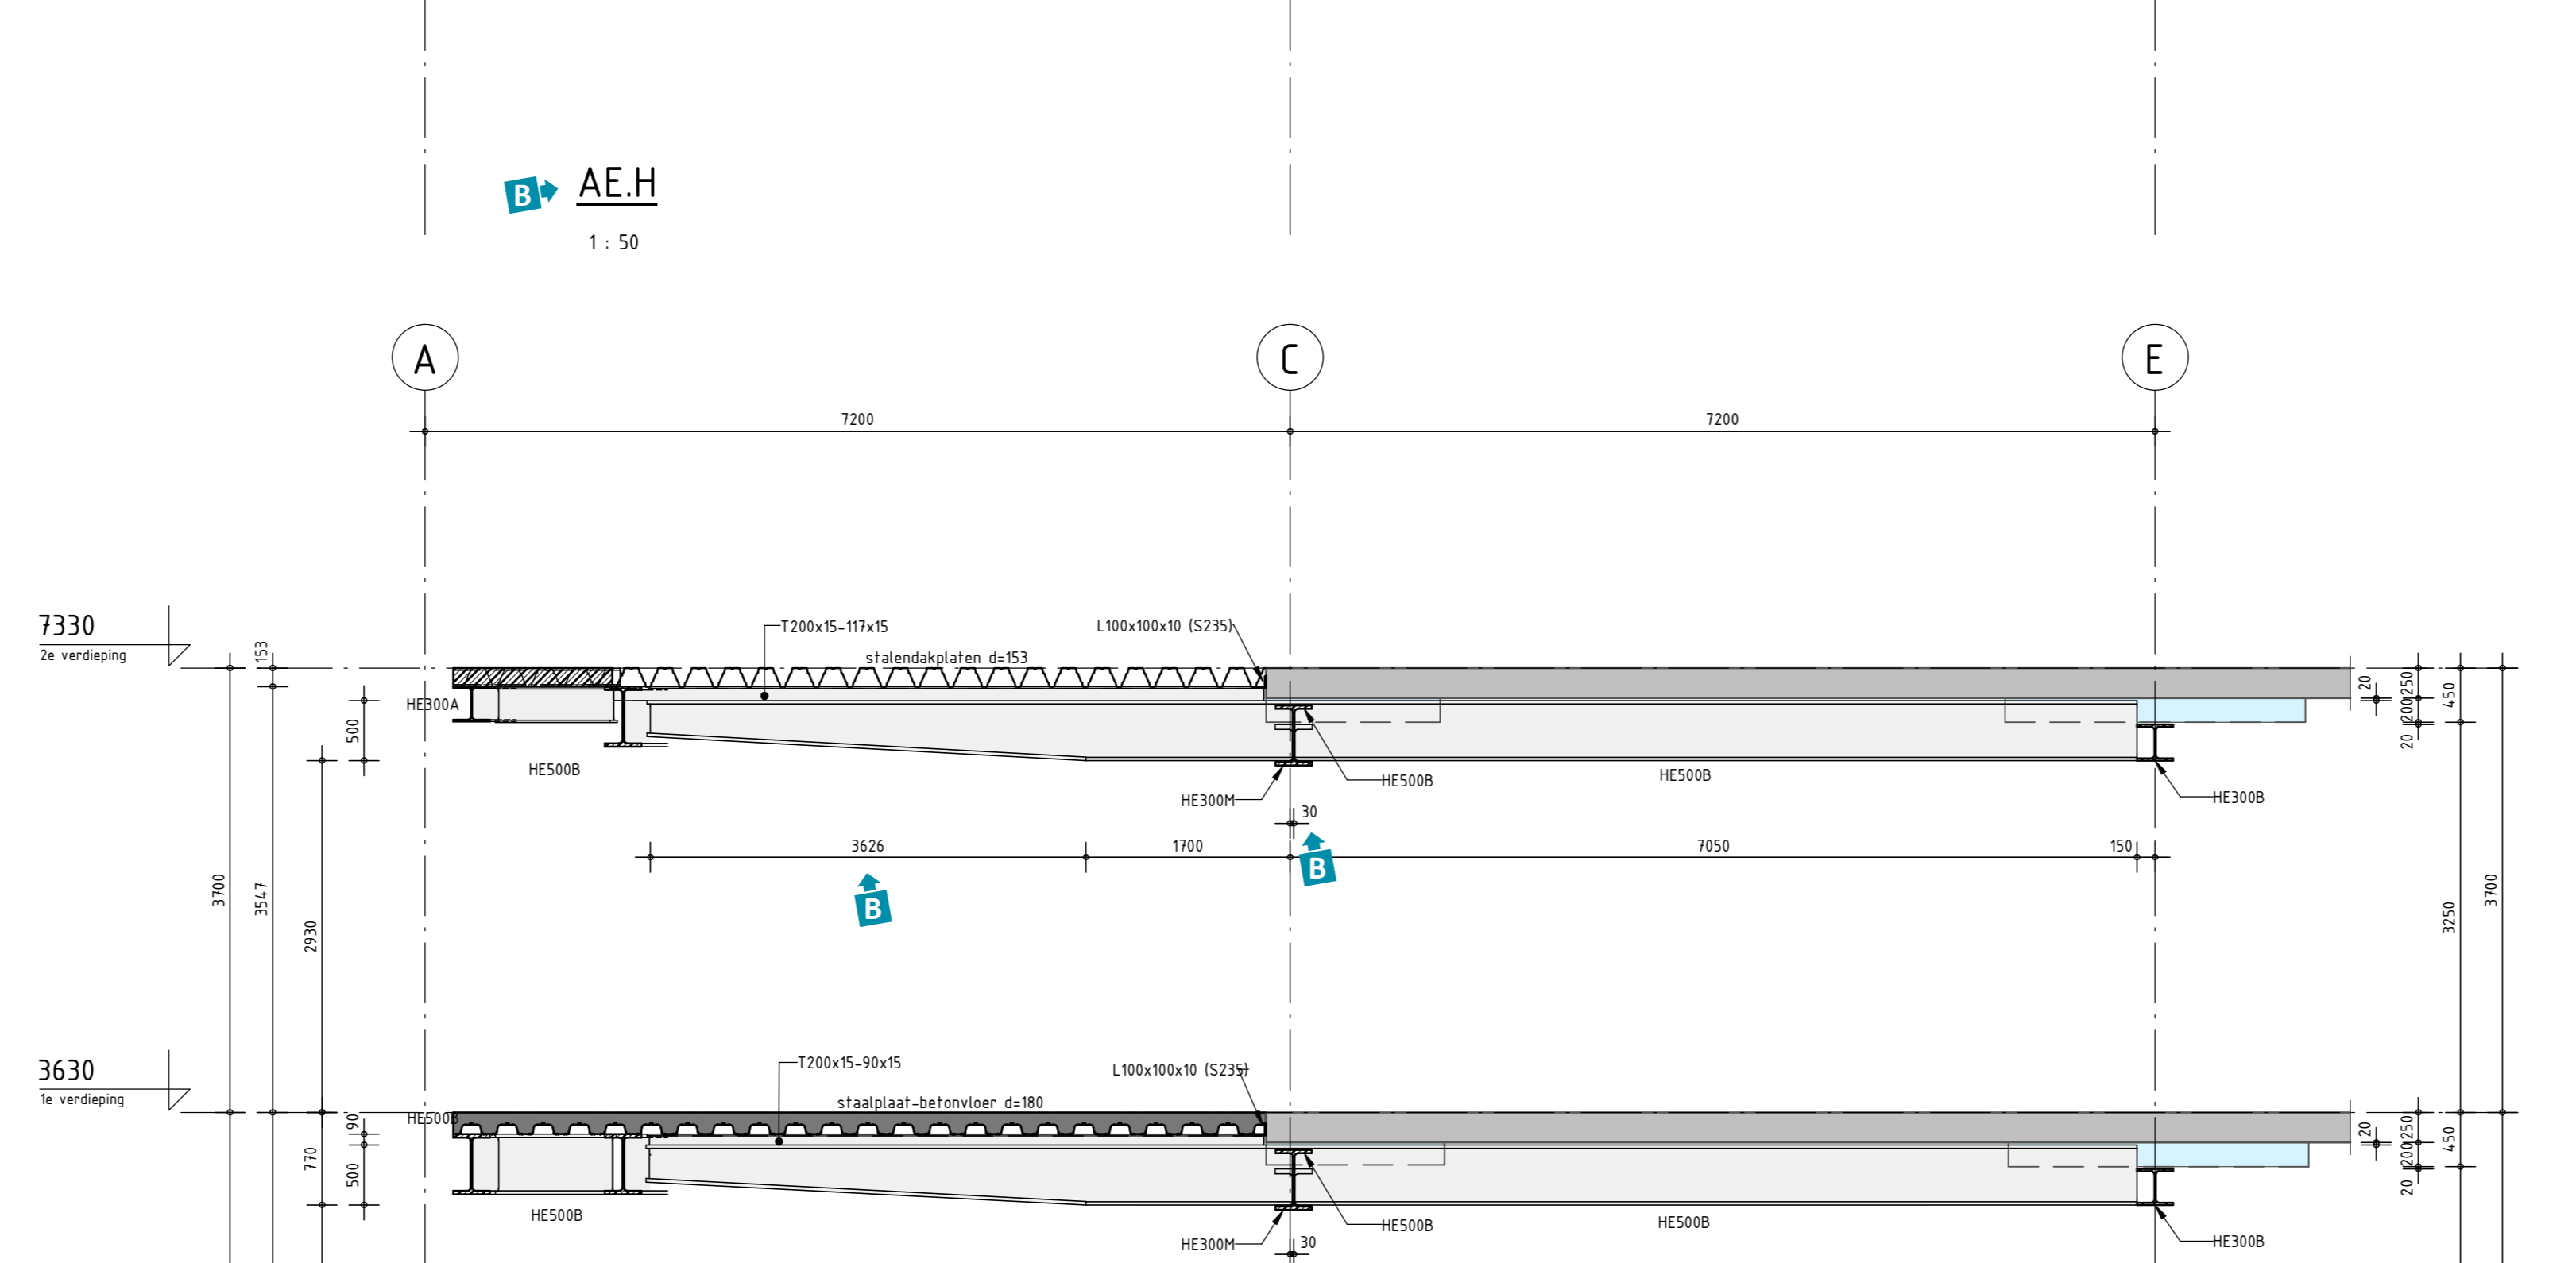 B AE.H
1 : 50
A C E
7200 7200
7330
2e verdieping
153
T200x15-117x15
L100x100x10 (S235)
stalendakplaten d=153
HE300A
500
HE500B
HE300M
HE500B
HE500B
HE300B
20
250
200
20
450
30
3626 1700 7050 150
B
B
3700
3547
2930
3250
3700
3630
1e verdieping
T200x15-90x15
L100x100x10 (S235)
staalplaat-betonvloer d=180
HE500B
90
500
770
HE500B
HE300M
HE500B
HE500B
HE300B
20
250
200
20
450
30